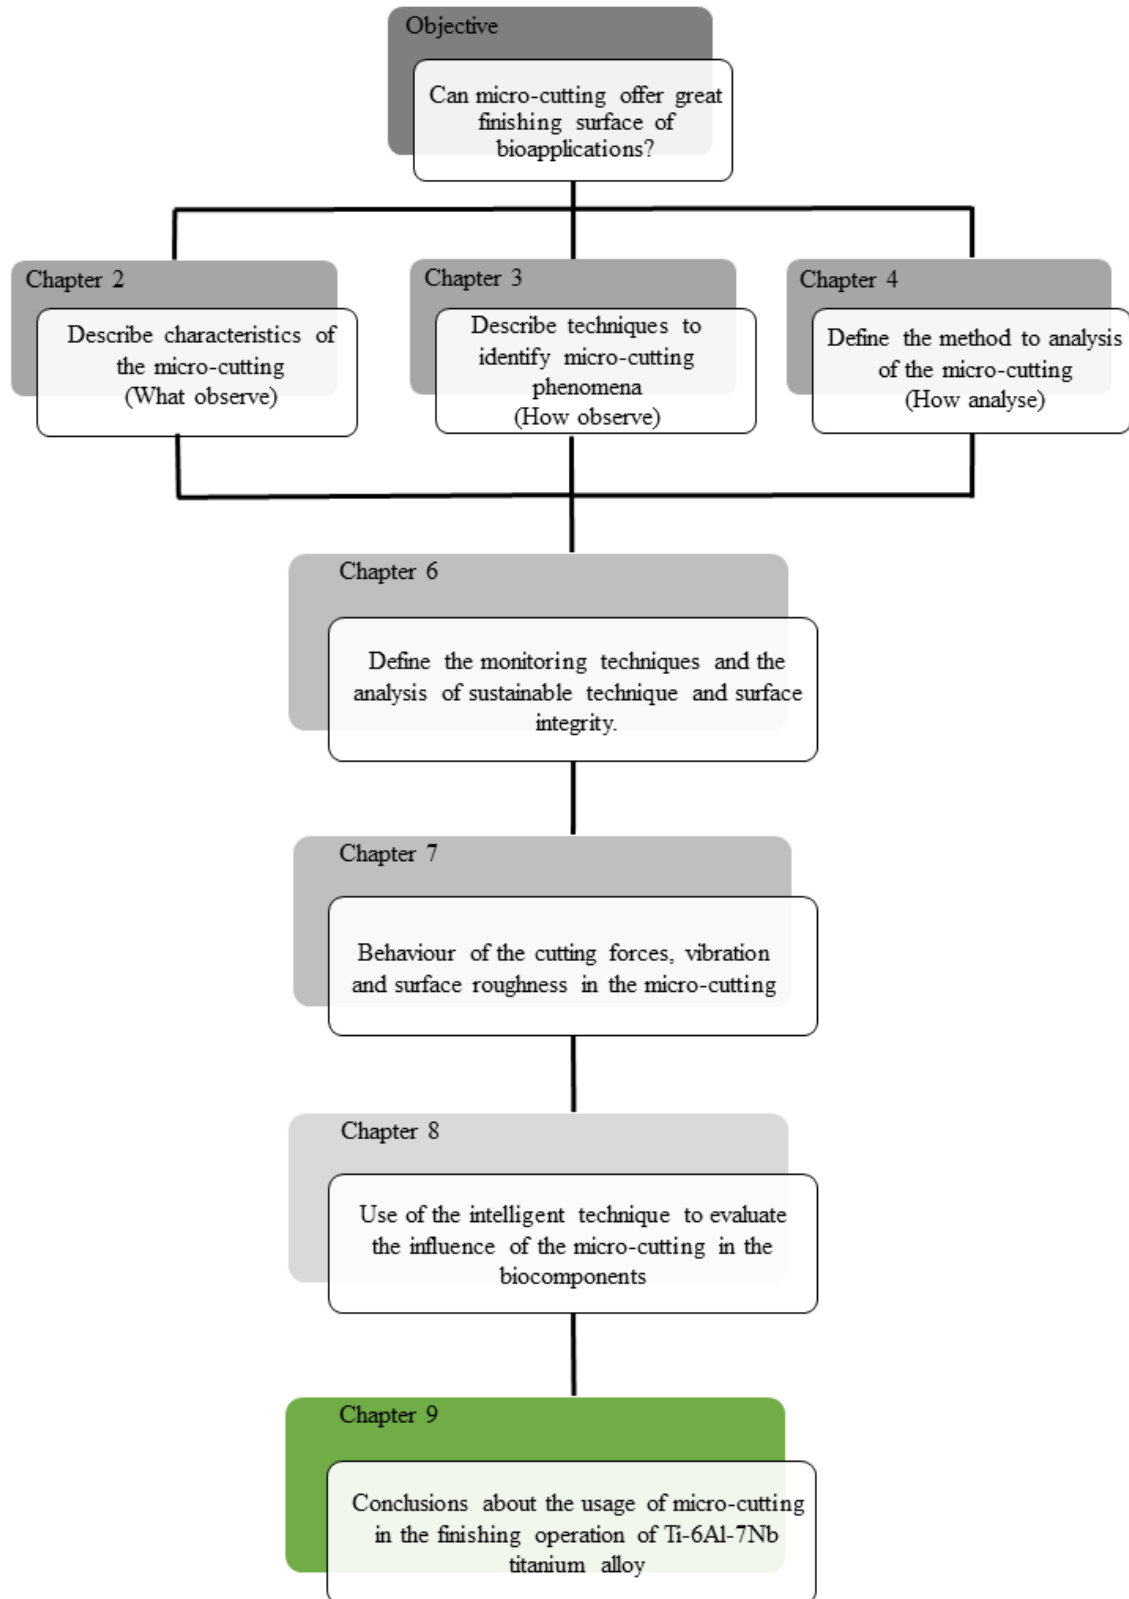 Objective
Can micro-cutting offer great
finishing surface of
bioapplications?
Chapter 2
Describe characteristics of
the micro-cutting
(What observe)
Chapter 3
Describe techniques to
identify micro-cutting
phenomena
(How observe)
Chapter 4
Define the method to analysis
of the micro-cutting
(How analyse)
Chapter 6
Define the monitoring techniques and the
analysis of sustainable technique and surface
integrity.
Chapter 7
Behaviour of the cutting forces, vibration
and surface roughness in the micro-cutting
Chapter 8
Use of the intelligent technique to evaluate
the influence of the micro-cutting in the
biocomponents
Chapter 9
Conclusions about the usage of micro-cutting
in the finishing operation of Ti-6Al-7Nb
titanium alloy